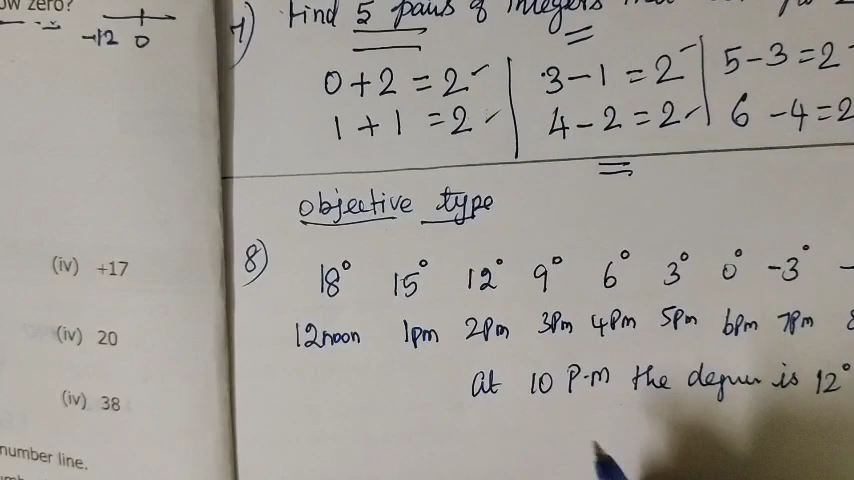 ow zero?
-12 0
7) Find 5 pairs of integers
0 + 2 = 2 3 - 1 = 2 5 - 3 = 2
1 + 1 = 2 4 - 2 = 2 6 - 4 = 2
objective type
(iv) +17
8) 18° 15° 12° 9° 6° 3° 0° -3° -
12noon 1pm 2pm 3pm 4pm 5pm 6pm 7pm 8
(iv) 20
at 10 P.M the degree is 12°
(iv) 38
number line.